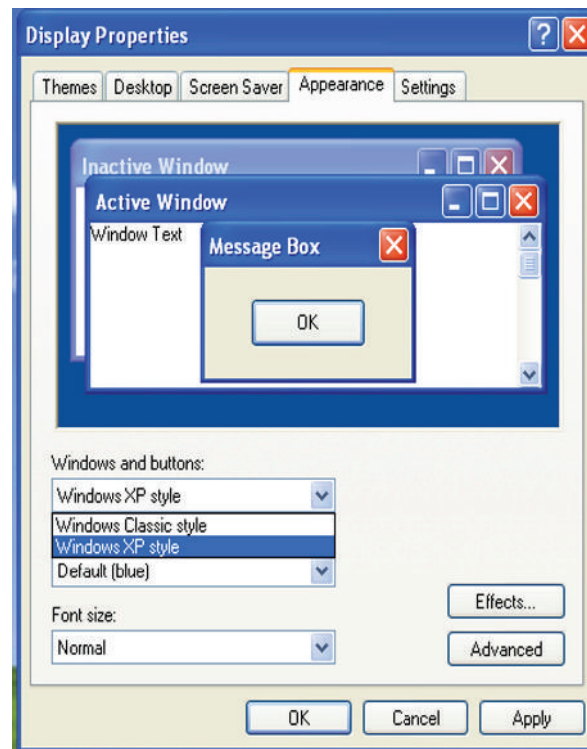 Display Properties
?
Themes Desktop Screen Saver Appearance Settings
Inactive Window
Active Window
Window Text
Message Box
OK
Windows and buttons:
Windows XP style
Windows Classic style
Windows XP style
Default (blue)
Effects...
Font size:
Normal
Advanced
OK Cancel Apply